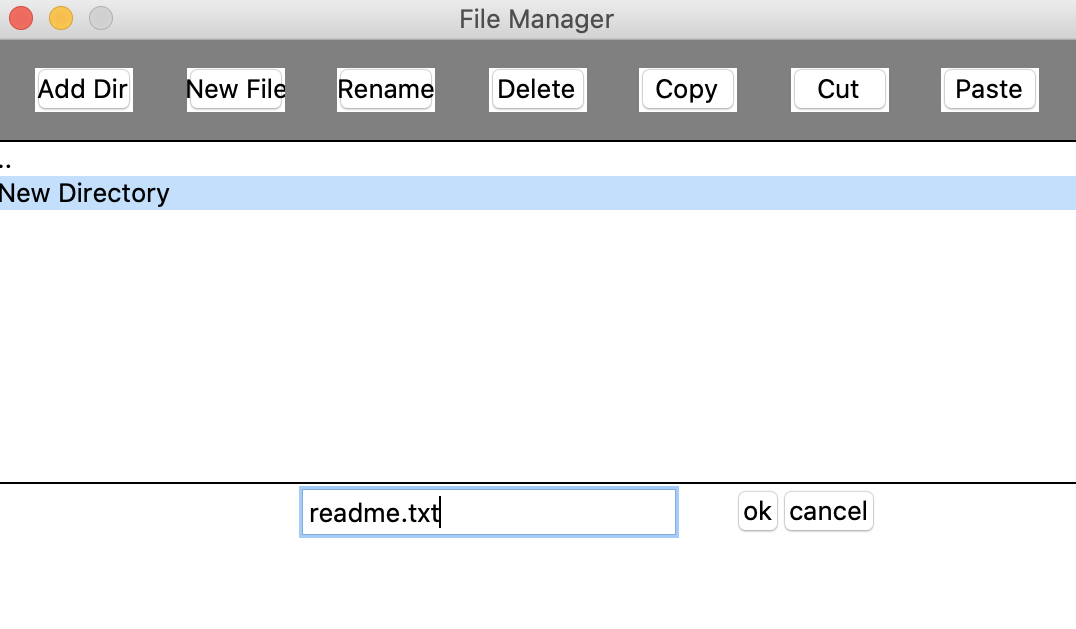 File Manager
Add Dir New File Rename Delete Copy Cut Paste
..
New Directory
readme.txt ok cancel